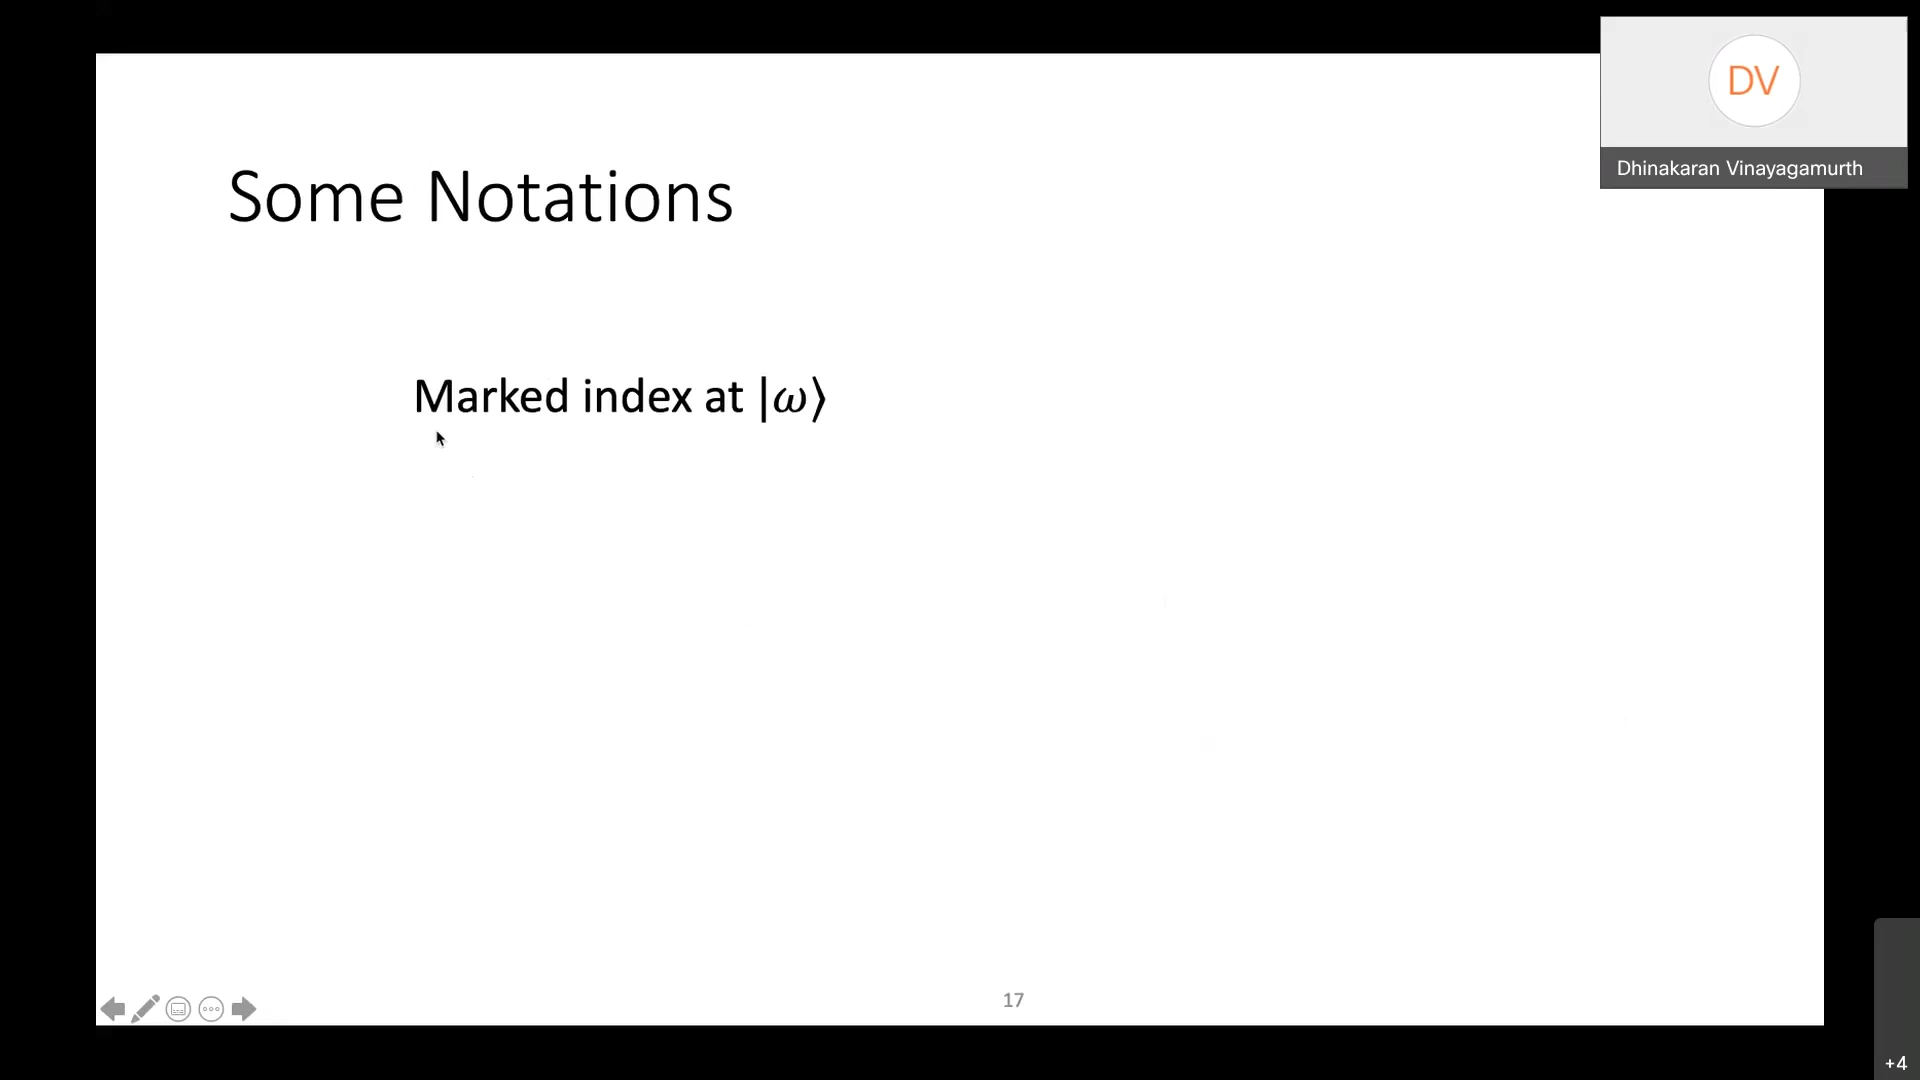 DV
Dhinakaran Vinayagamurth
Some Notations
Marked index at |ω⟩
17
+4